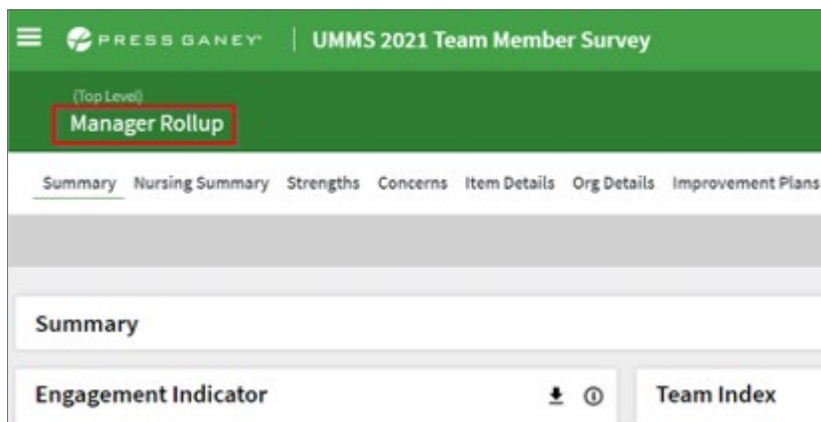 PRESS GANEY | UMMS 2021 Team Member Survey
(Top Level)
Manager Rollup
Summary Nursing Summary Strengths Concerns Item Details Org Details Improvement Plans
Summary
Engagement Indicator Team Index